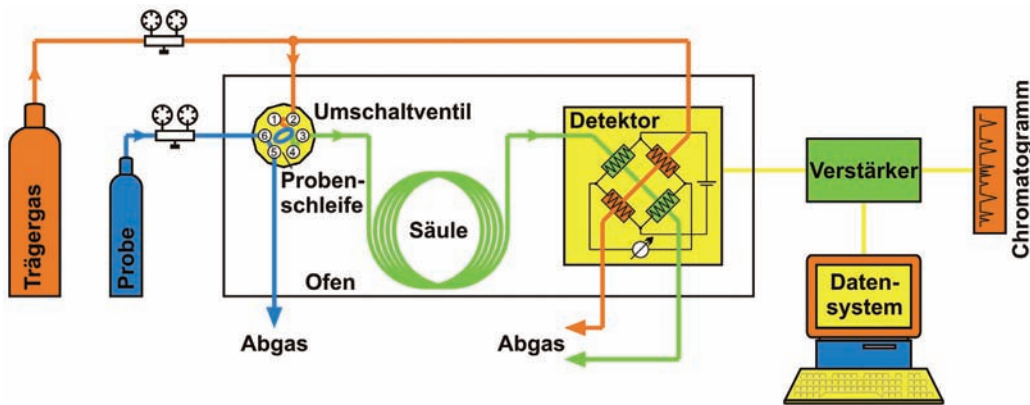 Trägergas
Probe
1
2
3
4
5
6
Umschaltventil
Proben-
schleife
Säule
Ofen
Abgas
Detektor
Abgas
Verstärker
Daten-
system
Chromatogramm